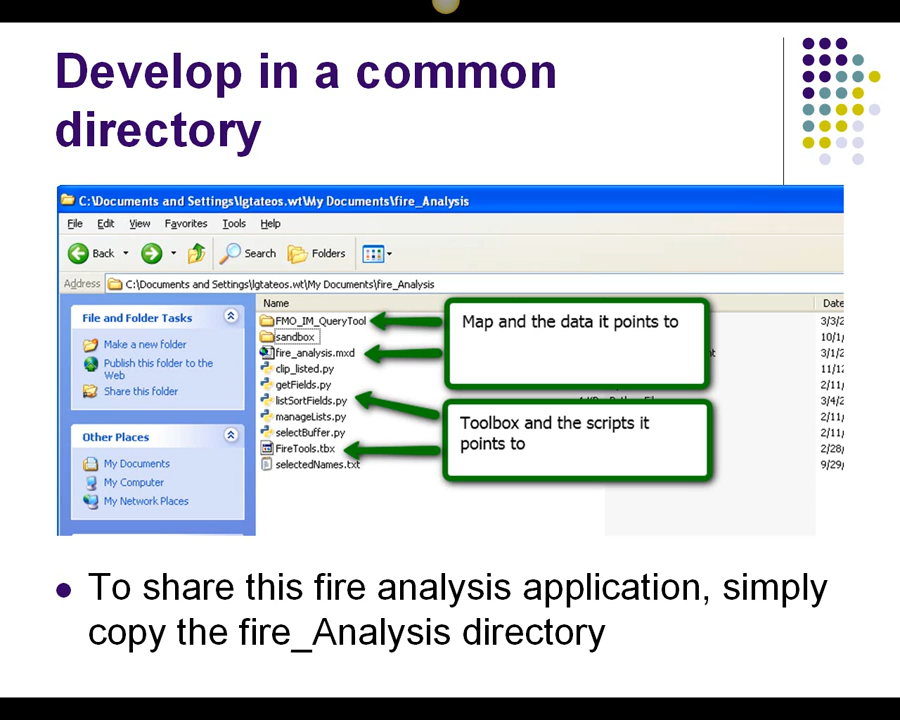 Develop in a common
directory
C:\Documents and Settings\lgtateos.wt\My Documents\fire_Analysis
File Edit View Favorites Tools Help
Back Search Folders
Address C:\Documents and Settings\lgtateos.wt\My Documents\fire_Analysis
Name Date
File and Folder Tasks
Make a new folder
Publish this folder to the
Web
Share this folder
Other Places
My Documents
My Computer
My Network Places
FMO_IM_QueryTool 3/3/2
sandbox 10/1/
fire_analysis.mxd 3/1/2
clip_listed.py 11/12
getFields.py 2/11/
listSortFields.py 3/4/2
manageLists.py 2/11/
selectBuffer.py 2/11/
FireTools.tbx 2/28/
selectedNames.txt 9/29/
Map and the data it points to
Toolbox and the scripts it
points to
To share this fire analysis application, simply
copy the fire_Analysis directory